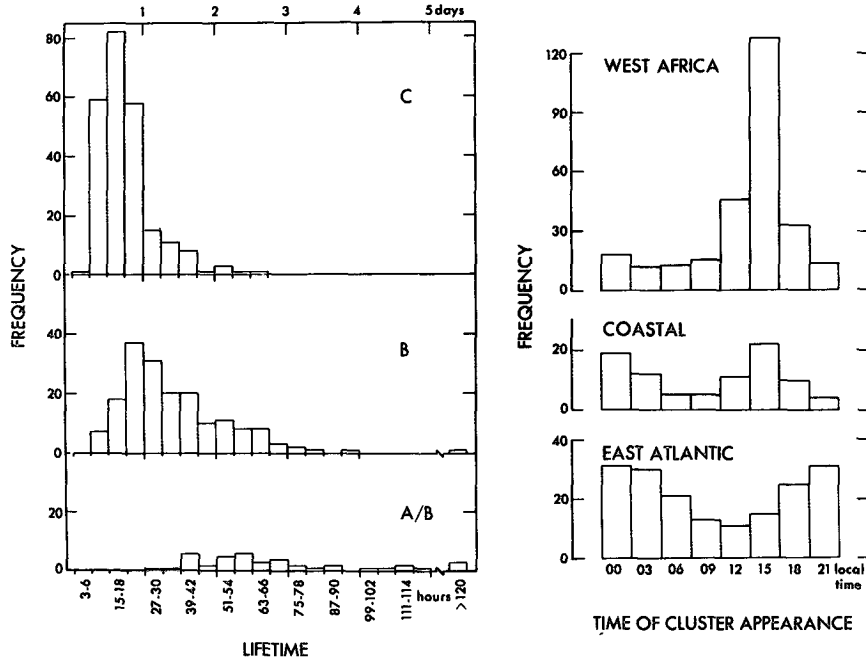 1 2 3 4 5 days
80
60
40
20
0
C
FREQUENCY
40
20
0
B
20
0
A/B
3-6 15-18 27-30 39-42 51-54 63-66 75-78 87-90 99-102 111-114 hours >120
LIFETIME
WEST AFRICA
120
90
60
30
0
FREQUENCY
COASTAL
20
0
EAST ATLANTIC
40
20
0
00 03 06 09 12 15 18 21 local
time
TIME OF CLUSTER APPEARANCE